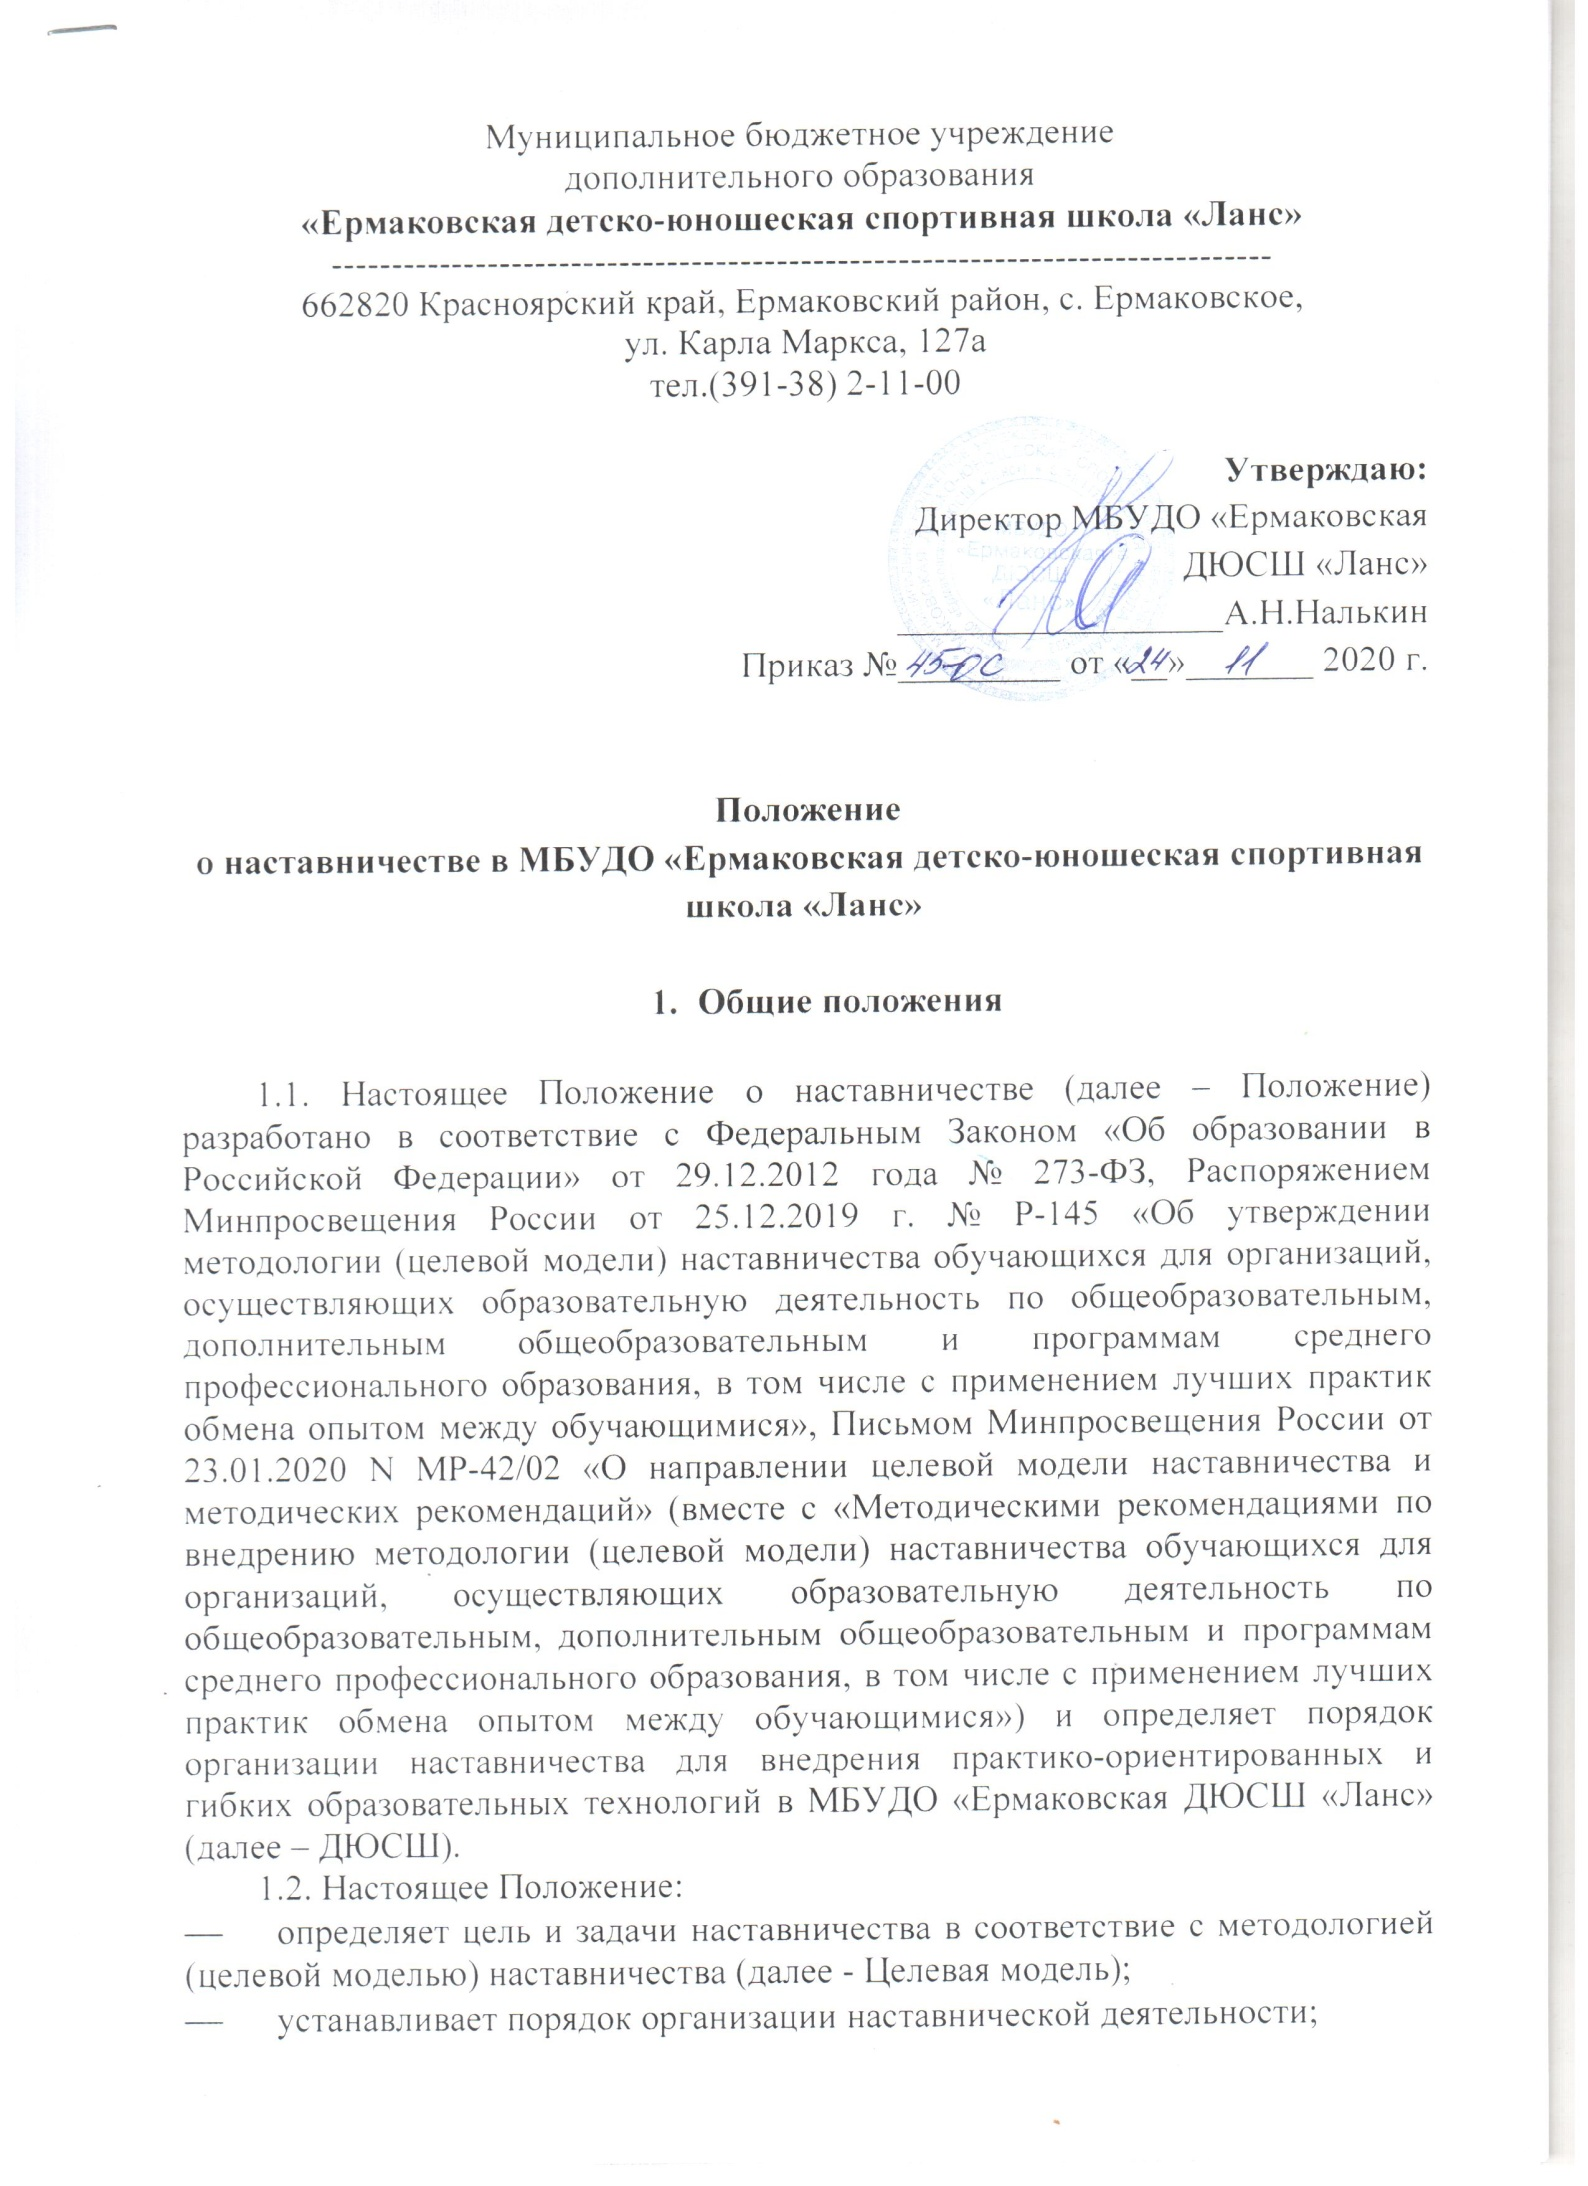 Муниципальное бюджетное учреждение
дополнительного образования
«Ермаковская детско-юношеская спортивная школа «Ланс»
------------------------------------------------------------------------------
662820 Красноярский край, Ермаковский район, с. Ермаковское,
ул. Карла Маркса, 127а
тел.(391-38) 2-11-00
Утверждаю:
Директор МБУДО «Ермаковская
ДЮСШ «Ланс»
А.Н.Налькин
Приказ № 45-ОС от «24» 11 2020 г.
Положение
о наставничестве в МБУДО «Ермаковская детско-юношеская спортивная
школа «Ланс»
1. Общие положения
1.1. Настоящее Положение о наставничестве (далее – Положение)
разработано в соответствие с Федеральным Законом «Об образовании в
Российской Федерации» от 29.12.2012 года № 273-ФЗ, Распоряжением
Минпросвещения России от 25.12.2019 г. № Р-145 «Об утверждении
методологии (целевой модели) наставничества обучающихся для организаций,
осуществляющих образовательную деятельность по общеобразовательным,
дополнительным общеобразовательным и программам среднего
профессионального образования, в том числе с применением лучших практик
обмена опытом между обучающимися», Письмом Минпросвещения России от
23.01.2020 N МР-42/02 «О направлении целевой модели наставничества и
методических рекомендаций» (вместе с «Методическими рекомендациями по
внедрению методологии (целевой модели) наставничества обучающихся для
организаций, осуществляющих образовательную деятельность по
общеобразовательным, дополнительным общеобразовательным и программам
среднего профессионального образования, в том числе с применением лучших
практик обмена опытом между обучающимися») и определяет порядок
организации наставничества для внедрения практико-ориентированных и
гибких образовательных технологий в МБУДО «Ермаковская ДЮСШ «Ланс»
(далее – ДЮСШ).
1.2. Настоящее Положение:
— определяет цель и задачи наставничества в соответствие с методологией
(целевой моделью) наставничества (далее - Целевая модель);
— устанавливает порядок организации наставнической деятельности;